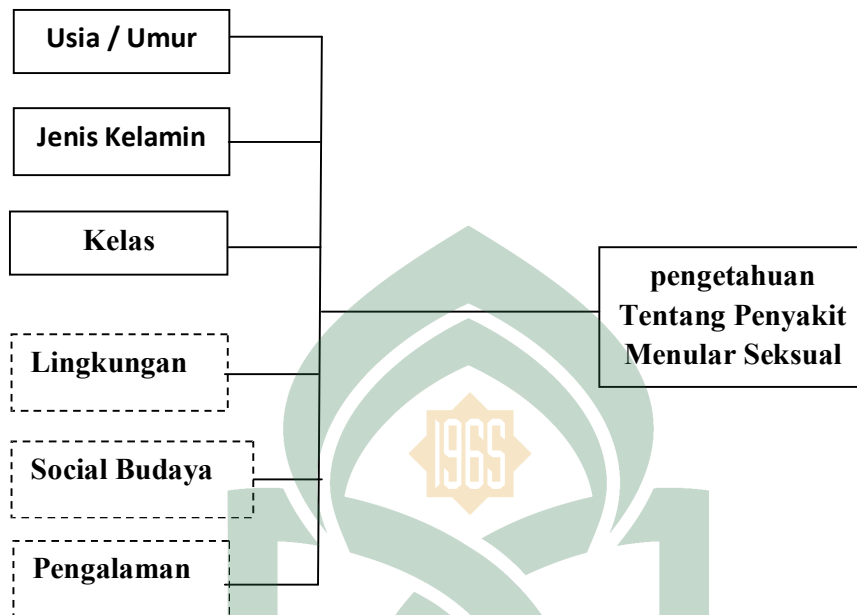 Usia / Umur
Jenis Kelamin
Kelas
pengetahuan
Tentang Penyakit
Menular Seksual
Lingkungan
1965
Social Budaya
Pengalaman